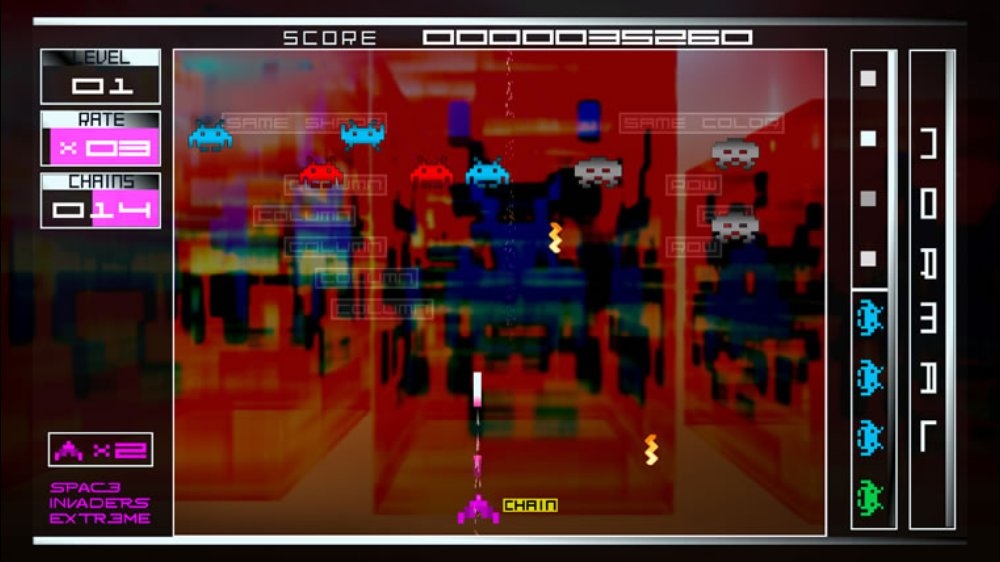 SCORE 0000035260
LEVEL
01
RATE
×03
CHAINS
014
SAME SHAPE
SAME COLOR
COLUMN
ROW
COLUMN
ROW
COLUMN
ROW
COLUMN
COLUMN
CHAIN
×2
SPAC3
INVADERS
EXTR3ME
NORMAL